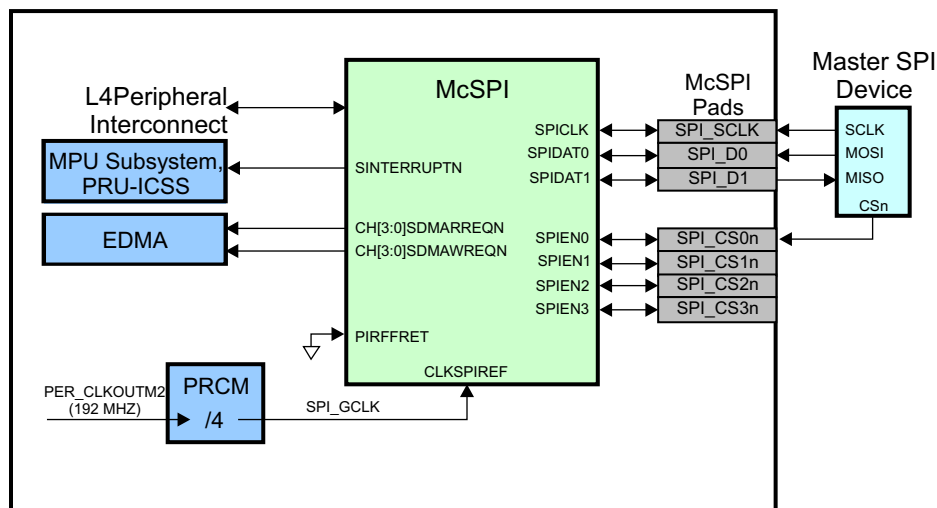 McSPI
McSPI
Pads
Master SPI
Device
L4Peripheral
Interconnect
SPICLK
SPI_SCLK
SCLK
MPU Subsystem,
PRU-ICSS
SINTERRUPTN
SPIDAT0
SPI_D0
MOSI
SPIDAT1
SPI_D1
MISO
CSn
EDMA
CH[3:0]SDMARREQN
CH[3:0]SDMAWREQN
SPIEN0
SPI_CS0n
SPIEN1
SPI_CS1n
SPIEN2
SPI_CS2n
SPIEN3
SPI_CS3n
PIRFFRET
CLKSPIREF
PER_CLKOUTM2
(192 MHZ)
PRCM
/4
SPI_GCLK